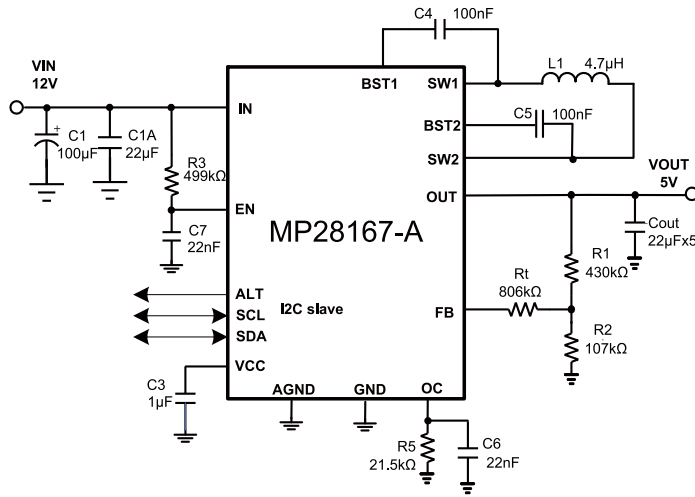 C4
100nF
VIN
12V
BST1
SW1
L1
4.7µH
IN
C5
100nF
BST2
C1
100µF
+
C1A
22µF
R3
499kΩ
SW2
VOUT
5V
OUT
EN
C7
22nF
MP28167-A
Cout
22µFx5
R1
430kΩ
Rt
806kΩ
ALT
SCL
SDA
I2C slave
FB
R2
107kΩ
VCC
C3
1µF
AGND
GND
OC
R5
21.5kΩ
C6
22nF